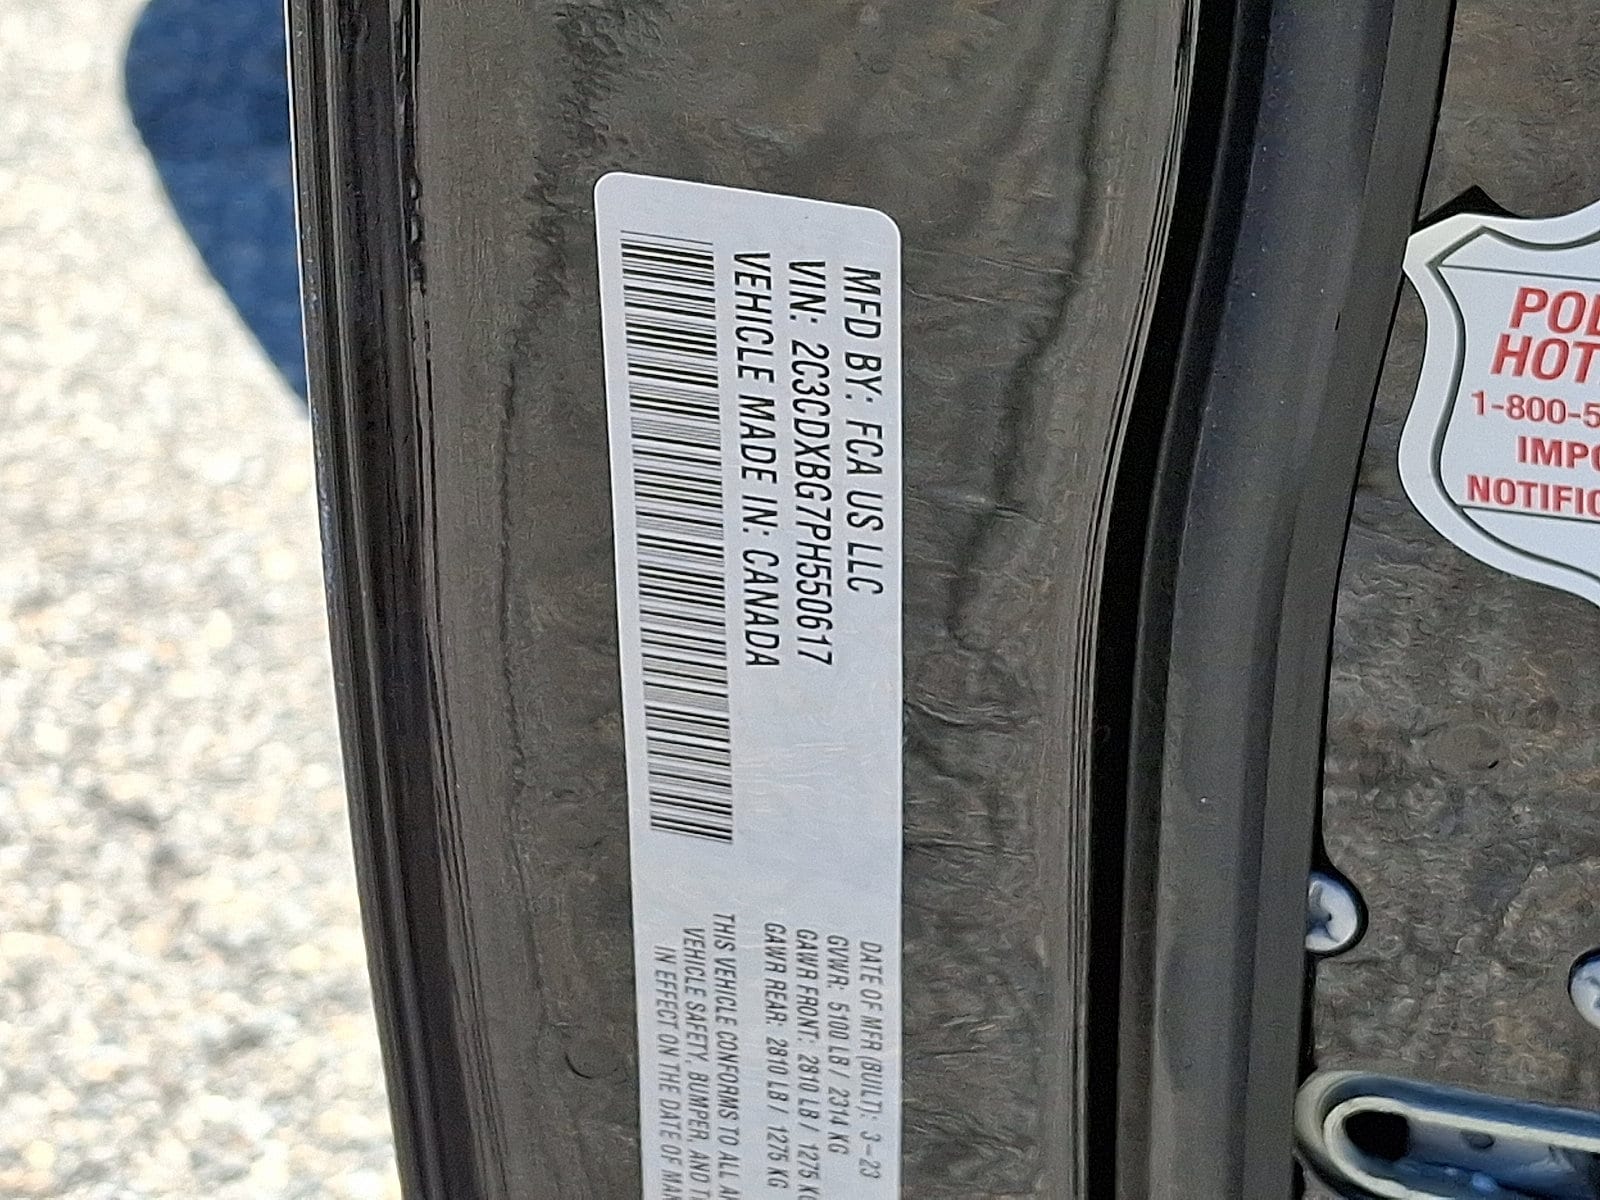 MFD BY: FCA US LLC
VIN: 2C3CDXBG7PH550617
VEHICLE MADE IN: CANADA
DATE OF MFR (BUILT): 3-23
GVWR: 5100 LB / 2314 KG
GAWR FRONT: 2810 LB / 1275 KG
GAWR REAR: 2810 LB / 1275 KG
THIS VEHICLE CONFORMS TO ALL
VEHICLE SAFETY, BUMPER, AND
IN EFFECT ON THE DATE OF
POL
HOT
1-800-5
IMPO
NOTIFIC